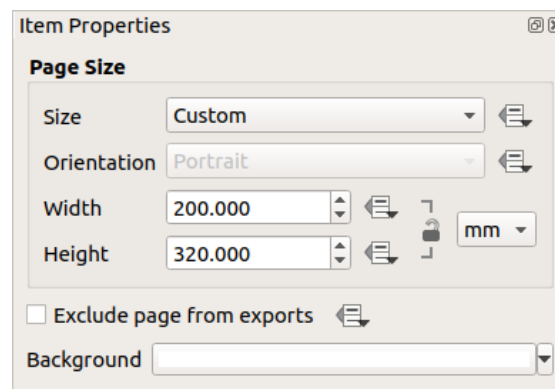 Item Properties
Page Size
Size Custom
Orientation Portrait
Width 200.000
mm
Height 320.000
Exclude page from exports
Background